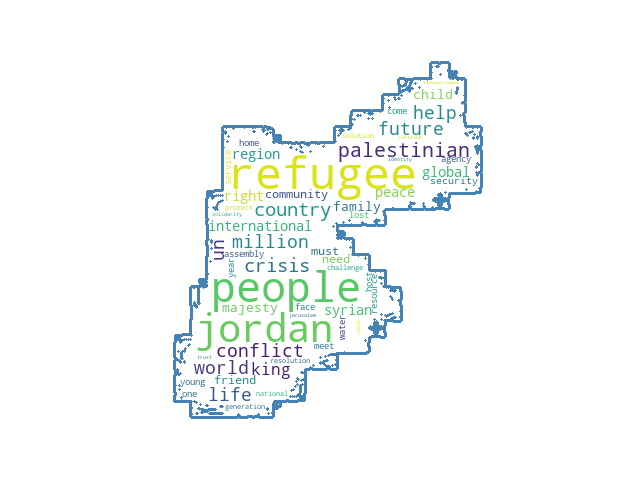 child
come
help
future
solution
palestinian
home
region
identity
agency
service
refugee
global
security
right
community
peace
protect
country
family
solidarity
lost
international
un
million
must
assembly
need
year
crisis
challenge
host
resource
people
majesty
face
syrian
jerusalem
jordan
water
conflict
meet
trust
resolution
world
king
young
friend
one
life
national
generation